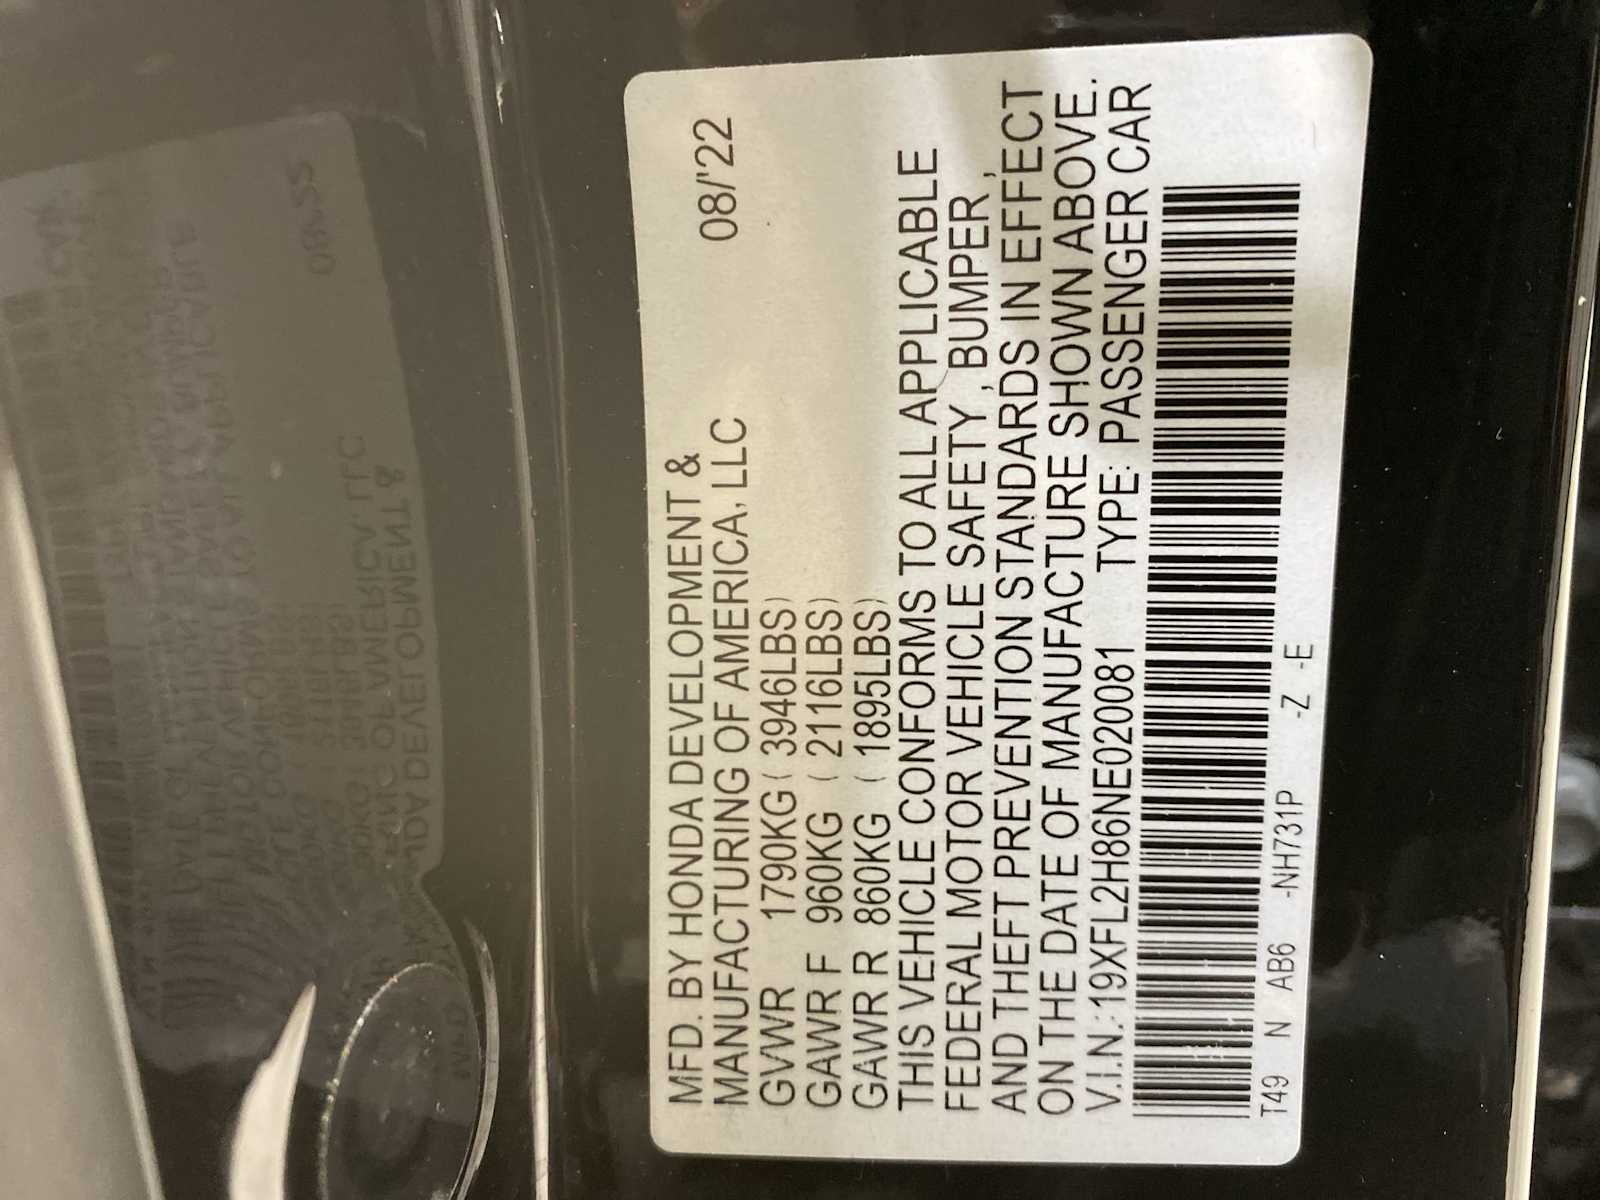 MFD. BY HONDA DEVELOPMENT & 08/'22
MANUFACTURING OF AMERICA, LLC
GVWR 1790KG ( 3946LBS)
GAWR F 960KG ( 2116LBS)
GAWR R 860KG ( 1895LBS)
THIS VEHICLE CONFORMS TO ALL APPLICABLE
FEDERAL MOTOR VEHICLE SAFETY , BUMPER ,
AND THEFT PREVENTION STANDARDS IN EFFECT
ON THE DATE OF MANUFACTURE SHOWN ABOVE.
V.I.N.:19XFL2H86NE020081 TYPE: PASSENGER CAR
T49 N AB6 -NH731P -Z -E